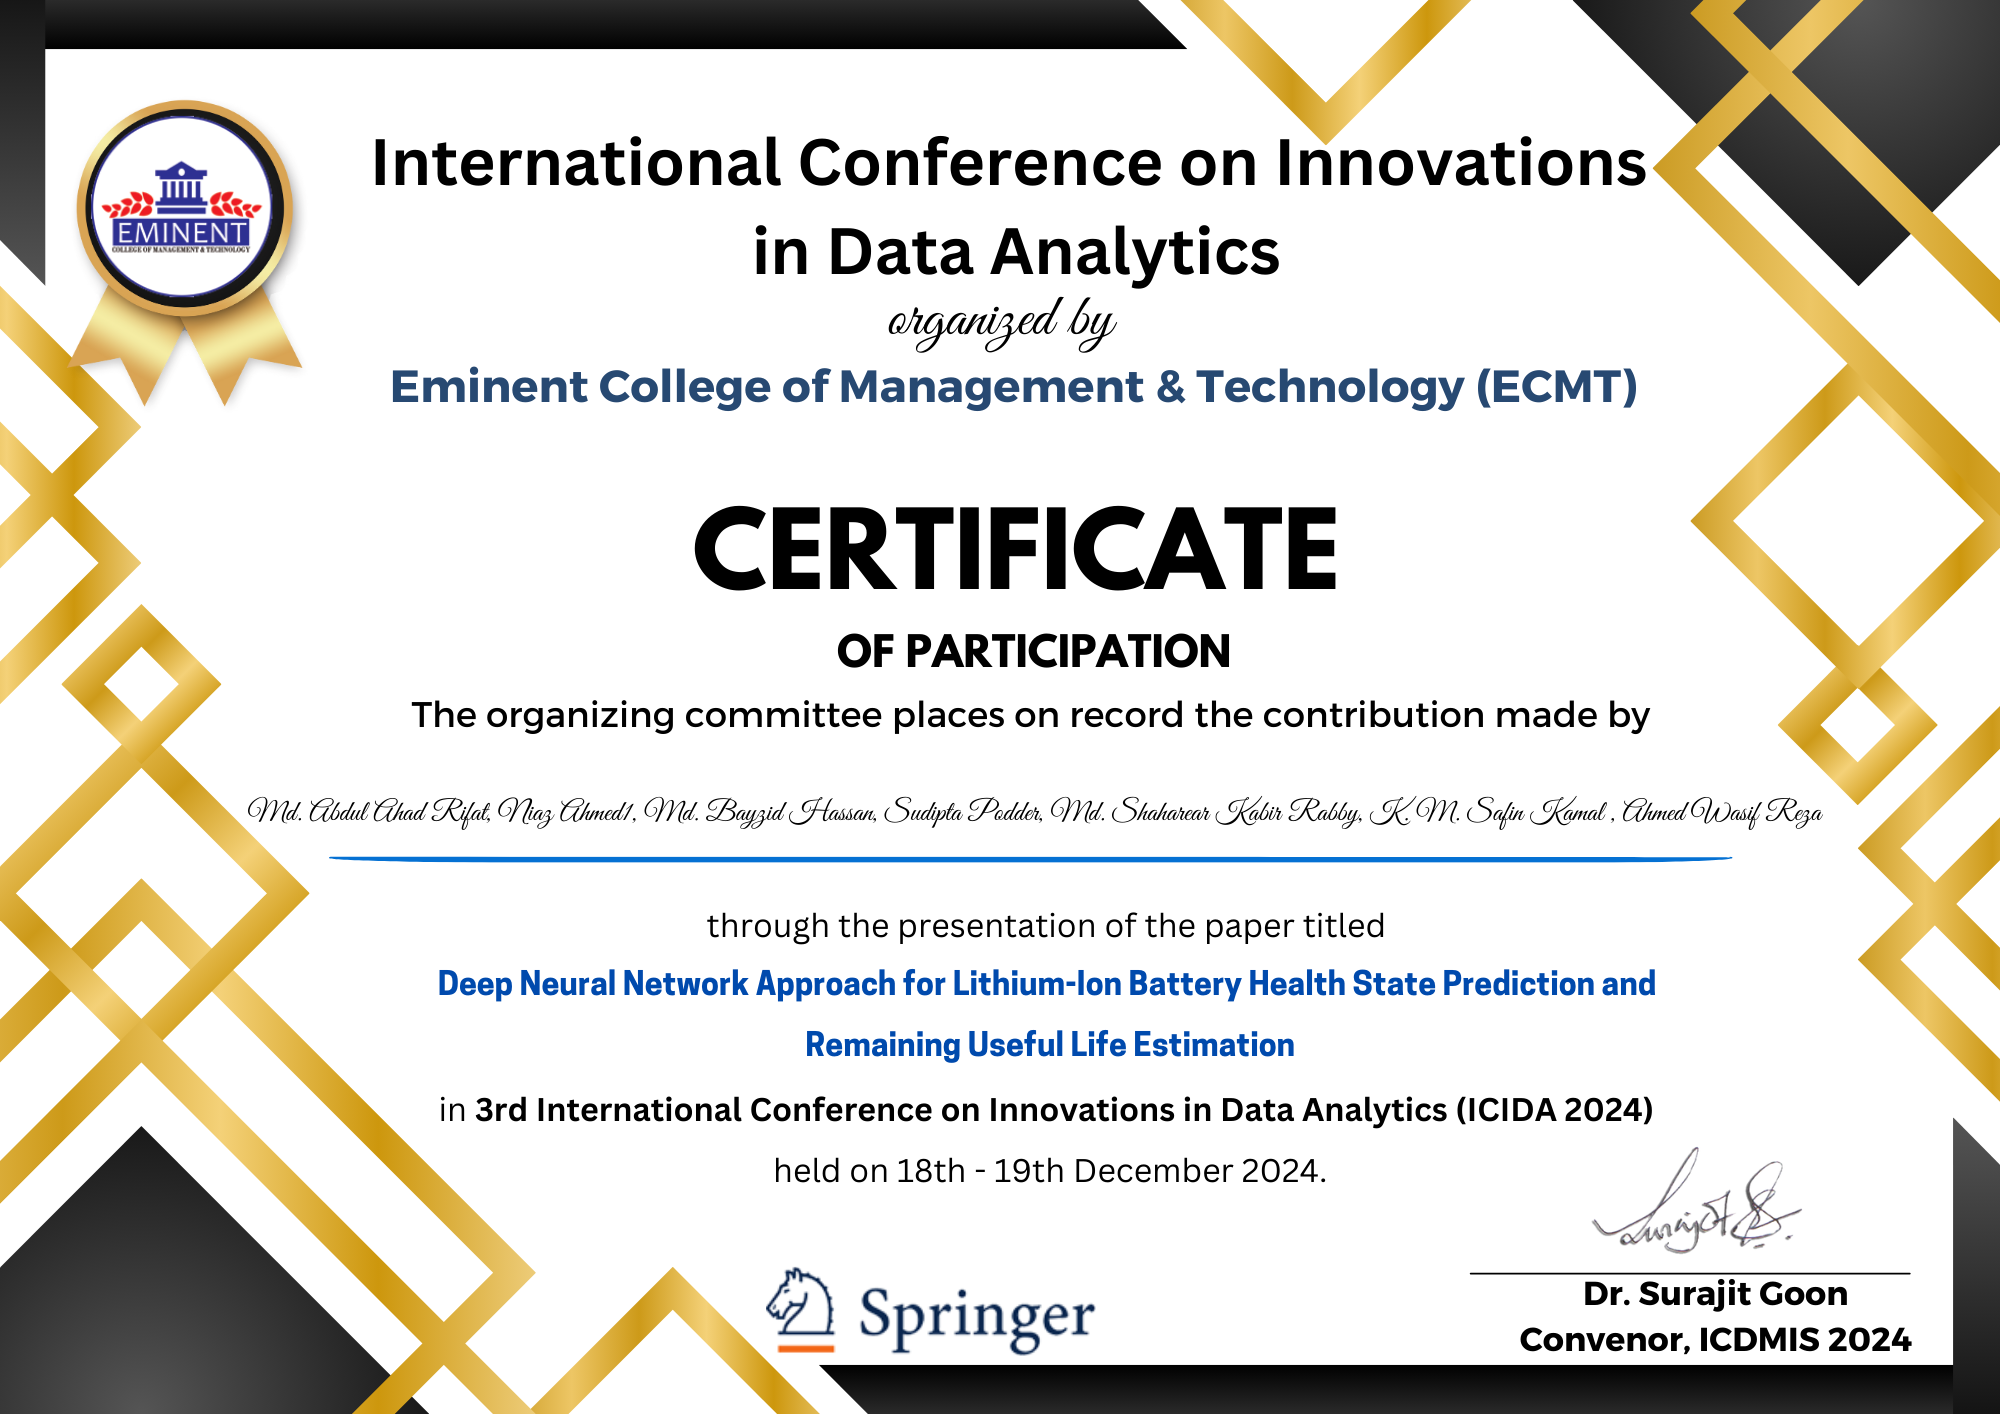 EMINENT
COLLEGE OF MANAGEMENT & TECHNOLOGY
International Conference on Innovations
in Data Analytics
organized by
Eminent College of Management & Technology (ECMT)
CERTIFICATE
OF PARTICIPATION
The organizing committee places on record the contribution made by
Md. Abdul Ahad Rifat, Niaz Ahmed1, Md. Bayzid Hassan, Sudipta Podder, Md. Shaharear Kabir Rabby, K. M. Safin Kamal , Ahmed Wasif Reza
through the presentation of the paper titled
Deep Neural Network Approach for Lithium-Ion Battery Health State Prediction and
Remaining Useful Life Estimation
in 3rd International Conference on Innovations in Data Analytics (ICIDA 2024)
held on 18th - 19th December 2024.
Springer
Dr. Surajit Goon
Convenor, ICDMIS 2024